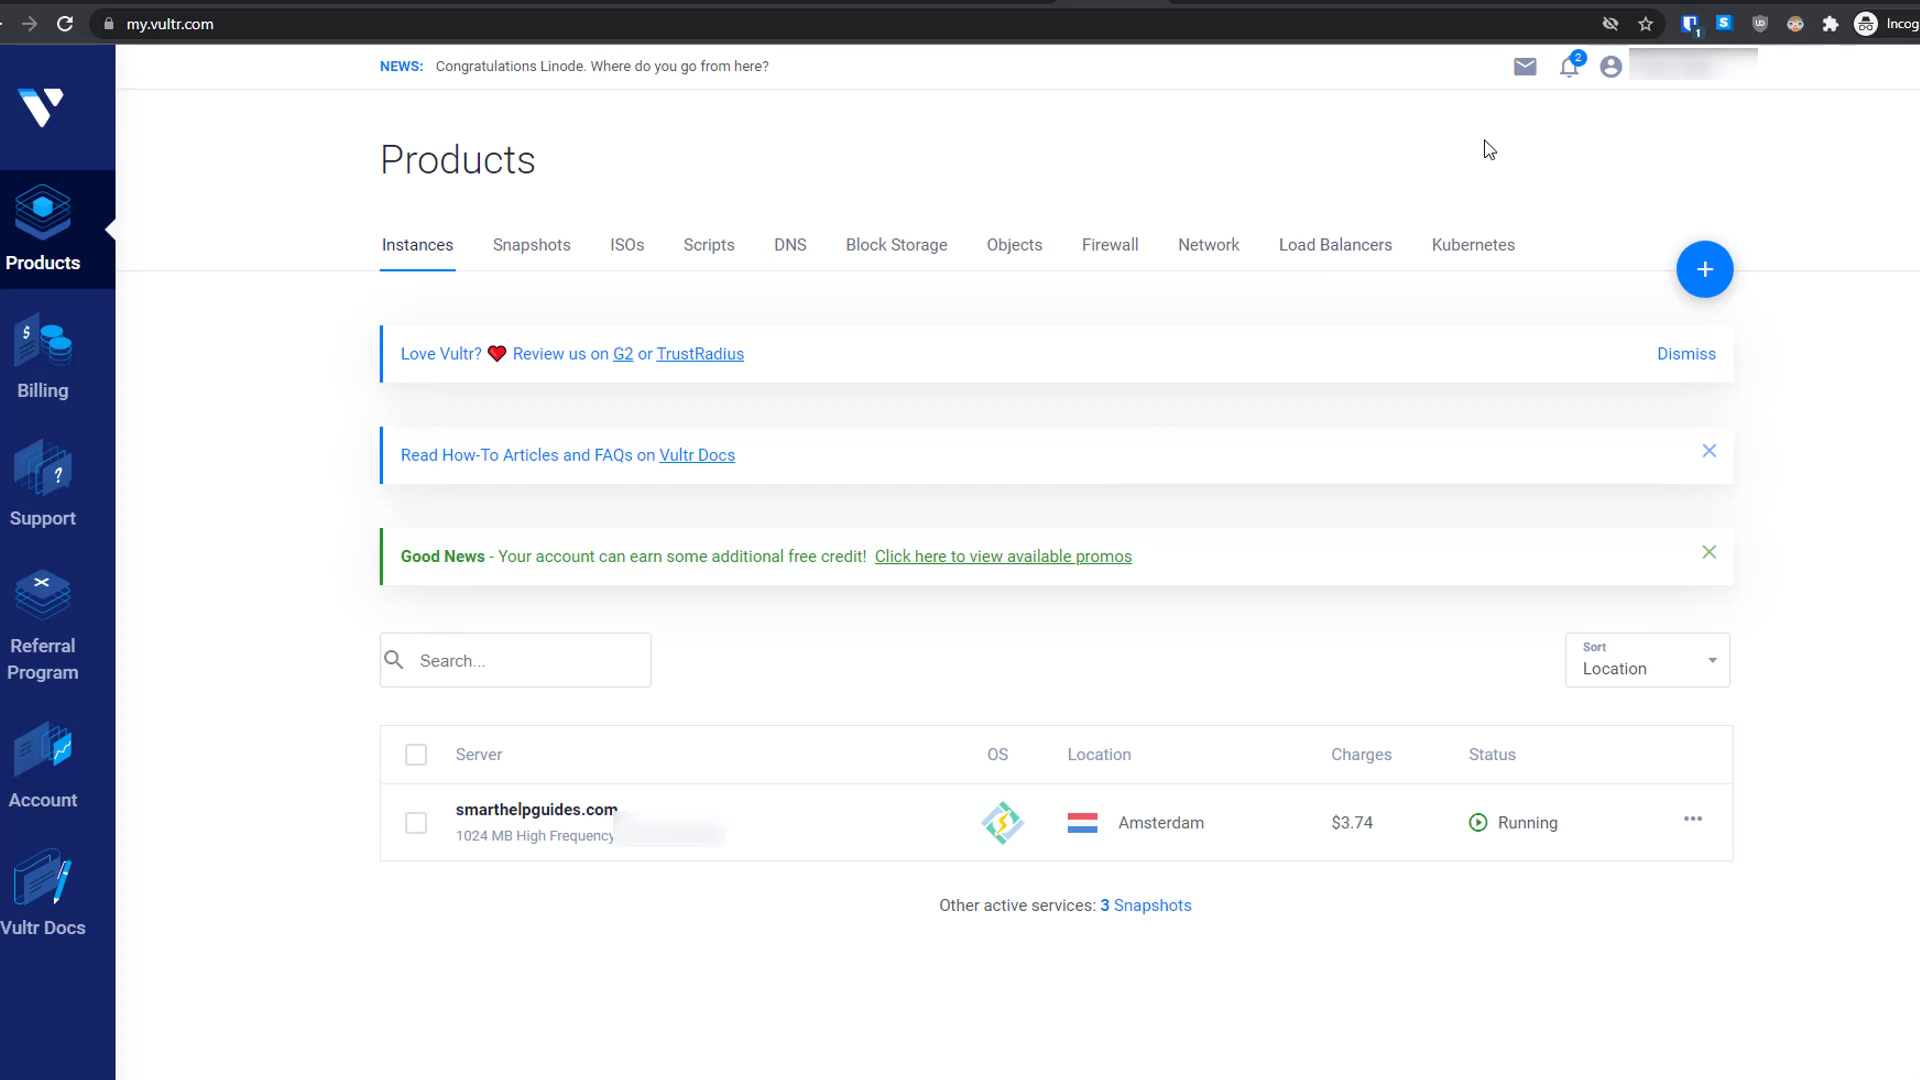 my.vultr.com
1
S
UD
Incog
NEWS: Congratulations Linode. Where do you go from here?
2
Products
Products
Instances Snapshots ISOs Scripts DNS Block Storage Objects Firewall Network Load Balancers Kubernetes
+
$
Billing
?
Support
Referral
Program
Account
Vultr Docs
Love Vultr? ❤ Review us on G2 or TrustRadius Dismiss
Read How-To Articles and FAQs on Vultr Docs
Good News - Your account can earn some additional free credit! Click here to view available promos
Search...
Sort
Location
Server OS Location Charges Status
smarthelpguides.com
1024 MB High Frequency
Amsterdam $3.74 Running
Other active services: 3 Snapshots